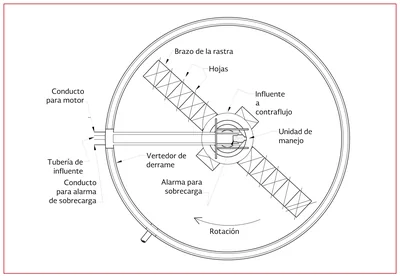 Brazo de la rastra
Hojas
Conducto
para motor
Influente
a
contraflujo
Unidad de
manejo
Tubería de
influente
Vertedor de
derrame
Conducto
para alarma
de sobrecarga
Alarma para
sobrecarga
Rotación